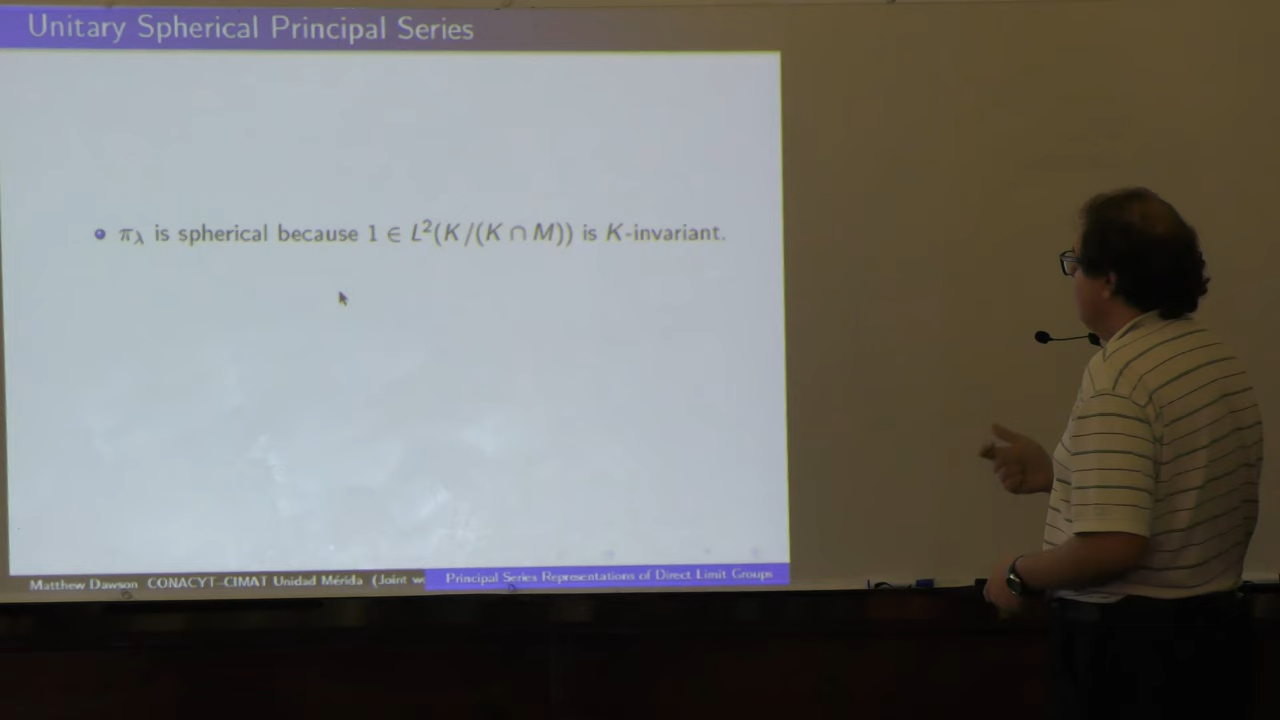 Unitary Spherical Principal Series
• π_λ is spherical because 1 ∈ L²(K/(K ∩ M)) is K-invariant.
Matthew Dawson CONACYT–CIMAT Unidad Mérida (Joint Principal Series Representations of Direct Limit Groups